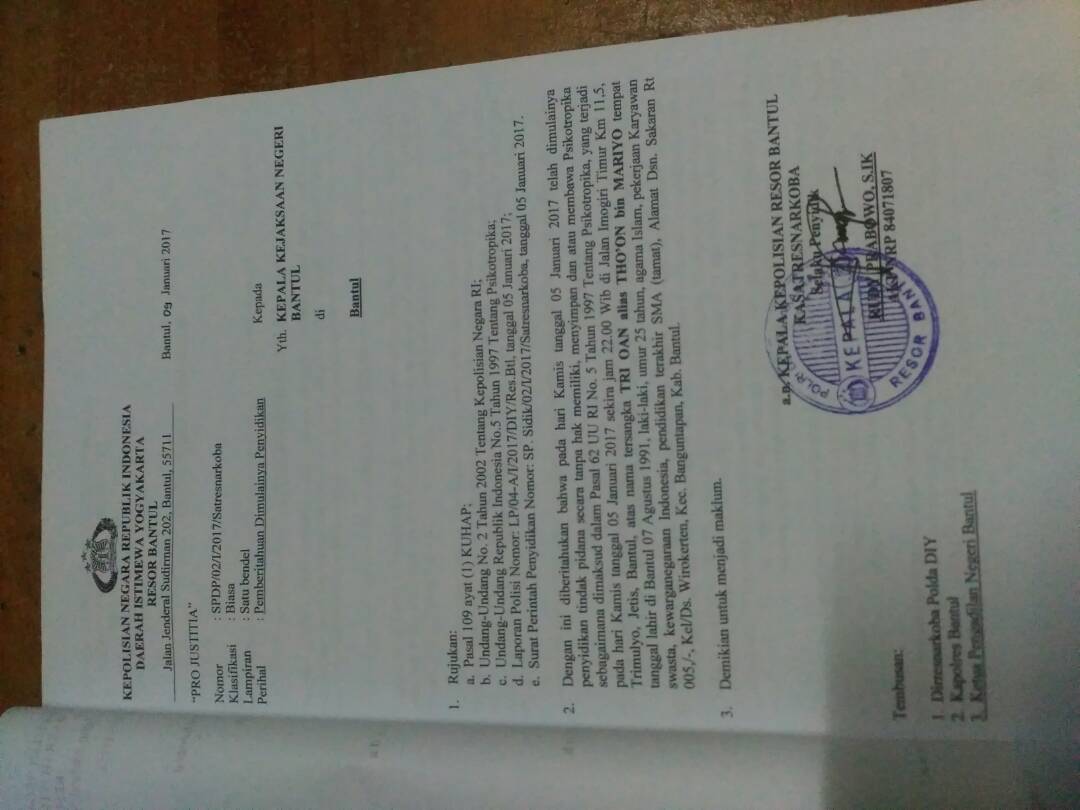 KEPOLISIAN NEGARA REPUBLIK INDONESIA
DAERAH ISTIMEWA YOGYAKARTA
RESOR BANTUL
Jalan Jenderal Sudirman 202, Bantul, 55711
Bantul, 09 Januari 2017
“PRO JUSTITIA”
Nomor : SPDP/02/I/2017/Satresnarkoba
Klasifikasi : Biasa
Lampiran : Satu bendel
Perihal : Pemberitahuan Dimulainya Penyidikan
Kepada
Yth. KEPALA KEJAKSAAN NEGERI
BANTUL
di
Bantul
1. Rujukan:
a. Pasal 109 ayat (1) KUHAP;
b. Undang-Undang No. 2 Tahun 2002 Tentang Kepolisian Negara RI;
c. Undang-Undang Republik Indonesia No.5 Tahun 1997 Tentang Psikotropika;
d. Laporan Polisi Nomor: LP/04-A/I/2017/DIY/Res.Btl, tanggal 05 Januari 2017;
e. Surat Perintah Penyidikan Nomor: SP. Sidik/02/I/2017/Satresnarkoba, tanggal 05 Januari 2017.
2. Dengan ini diberitahukan bahwa pada hari Kamis tanggal 05 Januari 2017 telah dimulainya
penyidikan tindak pidana secara tanpa hak memiliki, menyimpan dan atau membawa Psikotropika
sebagaimana dimaksud dalam Pasal 62 UU RI No. 5 Tahun 1997 Tentang Psikotropika, yang terjadi
pada hari Kamis tanggal 05 Januari 2017 sekira jam 22.00 Wib di Jalan Imogiri Timur Km 11,5,
Trimulyo, Jetis, Bantul, atas nama tersangka TRI OAN alias THO'ON bin MARIYO tempat
tanggal lahir di Bantul 07 Agustus 1991, laki-laki, umur 25 tahun, agama Islam, pekerjaan Karyawan
swasta, kewarganegaraan Indonesia, pendidikan terakhir SMA (tamat), Alamat Dsn. Sakaran Rt
005,/-, Kel/Ds. Wirokerten, Kec. Banguntapan, Kab. Bantul.
3. Demikian untuk menjadi maklum.
a.n. KEPALA KEPOLISIAN RESOR BANTUL
KASATRESNARKOBA
Selaku Penyidik
KEPALA
RUDY PRABOWO, S.IK
AKP NRP 84071807
RESOR BANTUL
Tembusan:
1. Dirresnarkoba Polda DIY
2. Kapolres Bantul
3. Ketua Pengadilan Negeri Bantul